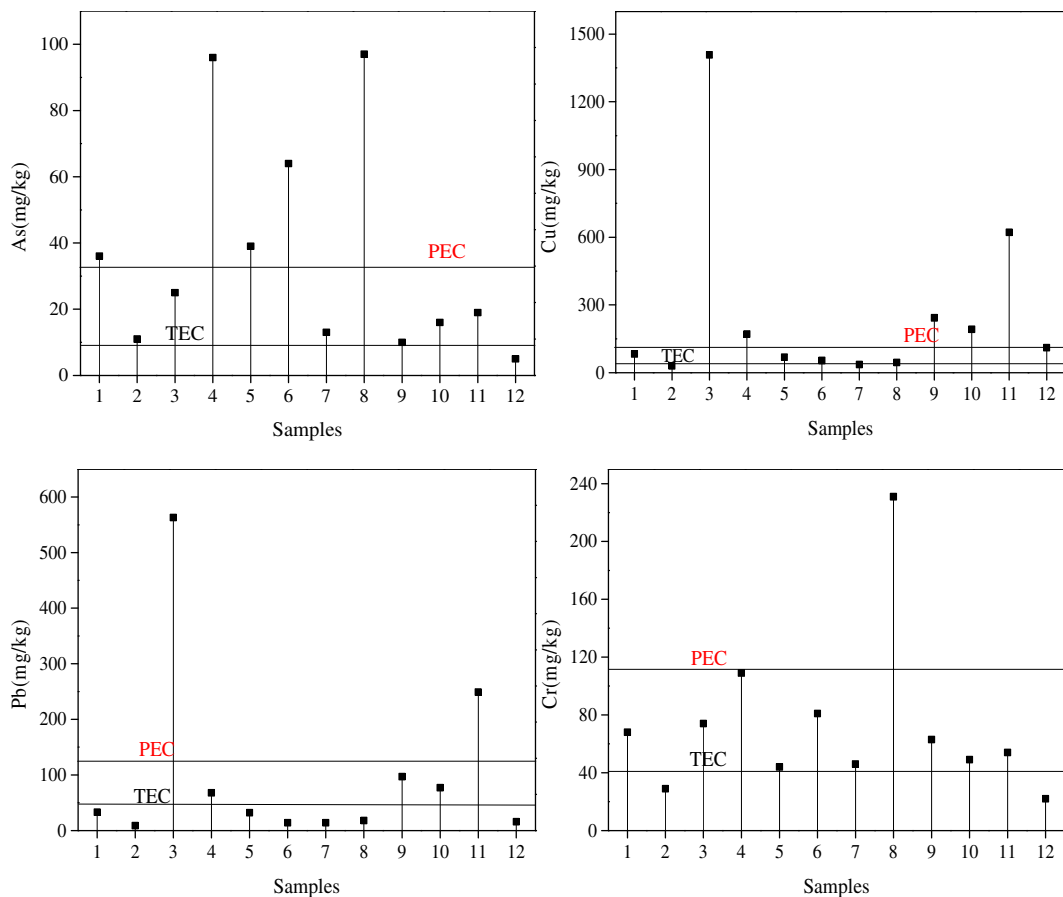 As(mg/kg)
100
80
60
40
20
0
PEC
TEC
1 2 3 4 5 6 7 8 9 10 11 12
Samples
Cu(mg/kg)
1500
1200
900
600
300
0
PEC
TEC
1 2 3 4 5 6 7 8 9 10 11 12
Samples
Pb(mg/kg)
600
500
400
300
200
100
0
PEC
TEC
1 2 3 4 5 6 7 8 9 10 11 12
Samples
Cr(mg/kg)
240
200
160
120
80
40
0
PEC
TEC
1 2 3 4 5 6 7 8 9 10 11 12
Samples